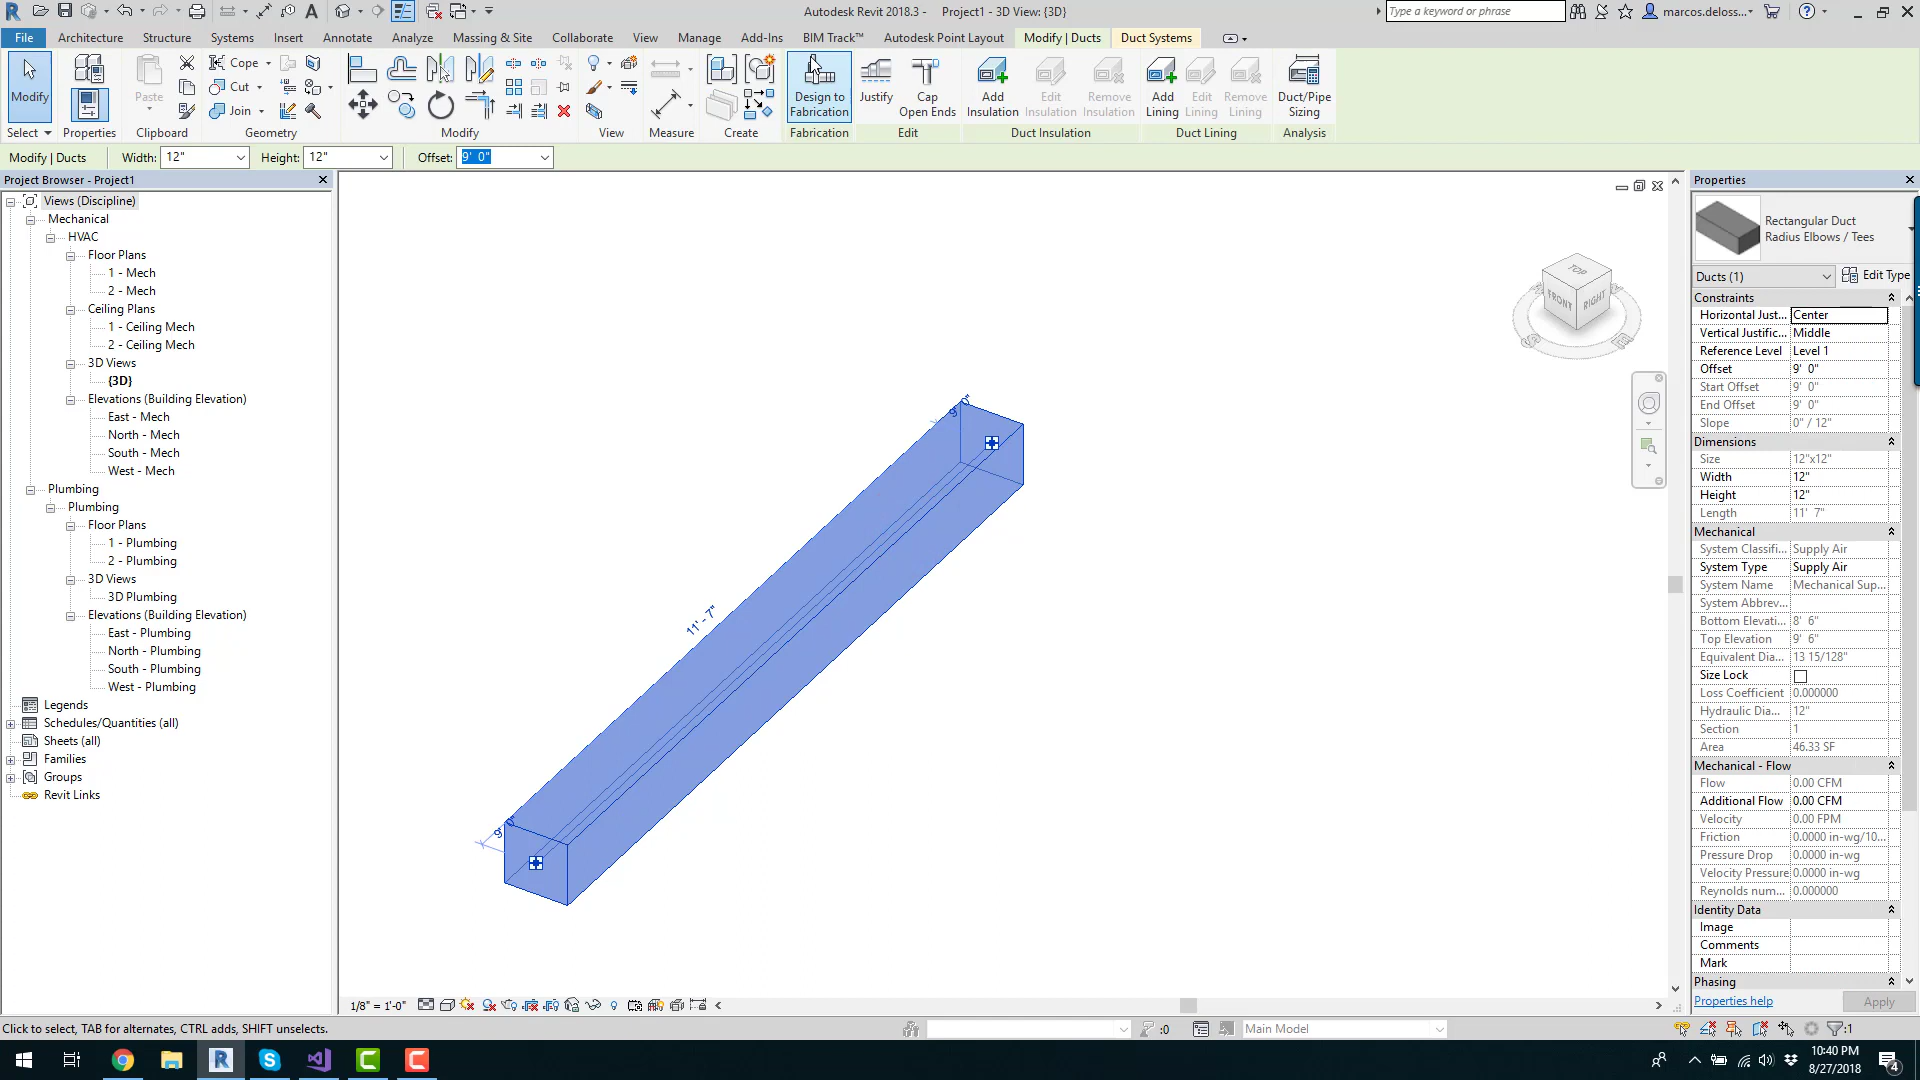 Autodesk Revit 2018.3 - Project1 - 3D View: {3D}
Type a keyword or phrase
marcos.deloss...
File Architecture Structure Systems Insert Annotate Analyze Massing & Site Collaborate View Manage Add-Ins BIM Track™ Autodesk Point Layout Modify | Ducts Duct Systems
Modify
Select
Properties
Paste
Clipboard
Cope
Cut
Join
Geometry
Modify
View
Measure
Create
Design to
Fabrication
Fabrication
Justify
Cap
Open Ends
Edit
Add
Insulation
Edit
Insulation
Remove
Insulation
Duct Insulation
Add
Lining
Edit
Lining
Remove
Lining
Duct Lining
Duct/Pipe
Sizing
Analysis
Modify | Ducts Width: 12" Height: 12" Offset: 9' 0"
Project Browser - Project1
Views (Discipline)
Mechanical
HVAC
Floor Plans
1 - Mech
2 - Mech
Ceiling Plans
1 - Ceiling Mech
2 - Ceiling Mech
3D Views
{3D}
Elevations (Building Elevation)
East - Mech
North - Mech
South - Mech
West - Mech
Plumbing
Plumbing
Floor Plans
1 - Plumbing
2 - Plumbing
3D Views
3D Plumbing
Elevations (Building Elevation)
East - Plumbing
North - Plumbing
South - Plumbing
West - Plumbing
Legends
Schedules/Quantities (all)
Sheets (all)
Families
Groups
Revit Links
9' 0"
11' - 7"
9' 0"
TOP
FRONT
RIGHT
S
E
Properties
Rectangular Duct
Radius Elbows / Tees
Ducts (1) Edit Type
Constraints
Horizontal Just... Center
Vertical Justific... Middle
Reference Level Level 1
Offset 9' 0"
Start Offset 9' 0"
End Offset 9' 0"
Slope 0" / 12"
Dimensions
Size 12"x12"
Width 12"
Height 12"
Length 11' 7"
Mechanical
System Classifi... Supply Air
System Type Supply Air
System Name Mechanical Sup...
System Abbrev...
Bottom Elevati... 8' 6"
Top Elevation 9' 6"
Equivalent Dia... 13 15/128"
Size Lock
Loss Coefficient 0.000000
Hydraulic Dia... 12"
Section 1
Area 46.33 SF
Mechanical - Flow
Flow 0.00 CFM
Additional Flow 0.00 CFM
Velocity 0.00 FPM
Friction 0.0000 in-wg/10...
Pressure Drop 0.0000 in-wg
Velocity Pressure 0.0000 in-wg
Reynolds num... 0.000000
Identity Data
Image
Comments
Mark
Phasing
Properties help Apply
1/8" = 1'-0"
Click to select, TAB for alternates, CTRL adds, SHIFT unselects.
:0
Main Model
:1
10:40 PM
8/27/2018
4